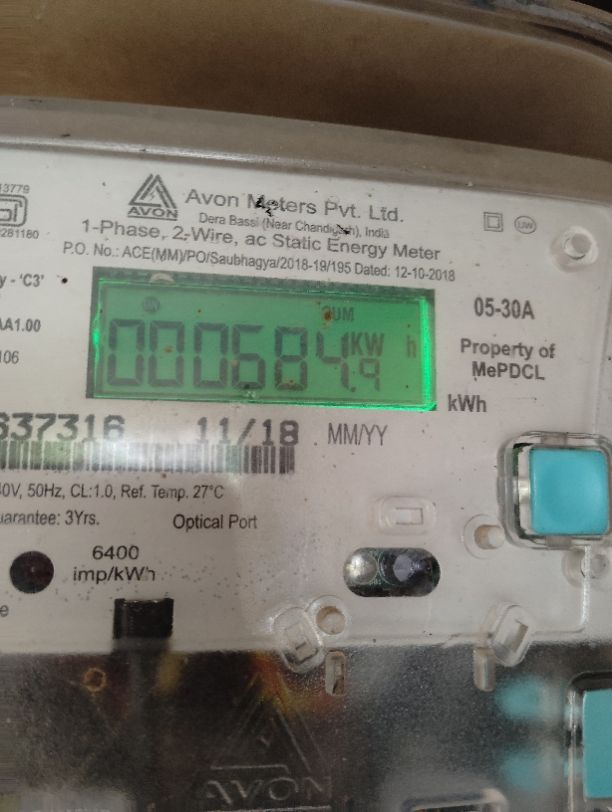 13779
AVON
Avon Meters Pvt. Ltd.
Dera Bassi (Near Chandigarh), India
UW
1-Phase, 2-Wire, ac Static Energy Meter
P.O. No.: ACE(MM)/PO/Saubhagya/2018-19/195 Dated: 12-10-2018
y - 'C3'
AA1.00
106
CUM
000684.9
KW h
05-30A
Property of
MePDCL
kWh
637316 11/18 MM/YY
40V, 50Hz, CL:1.0, Ref. Temp. 27°C
uarantee: 3Yrs.
Optical Port
6400
imp/kWh
AVON